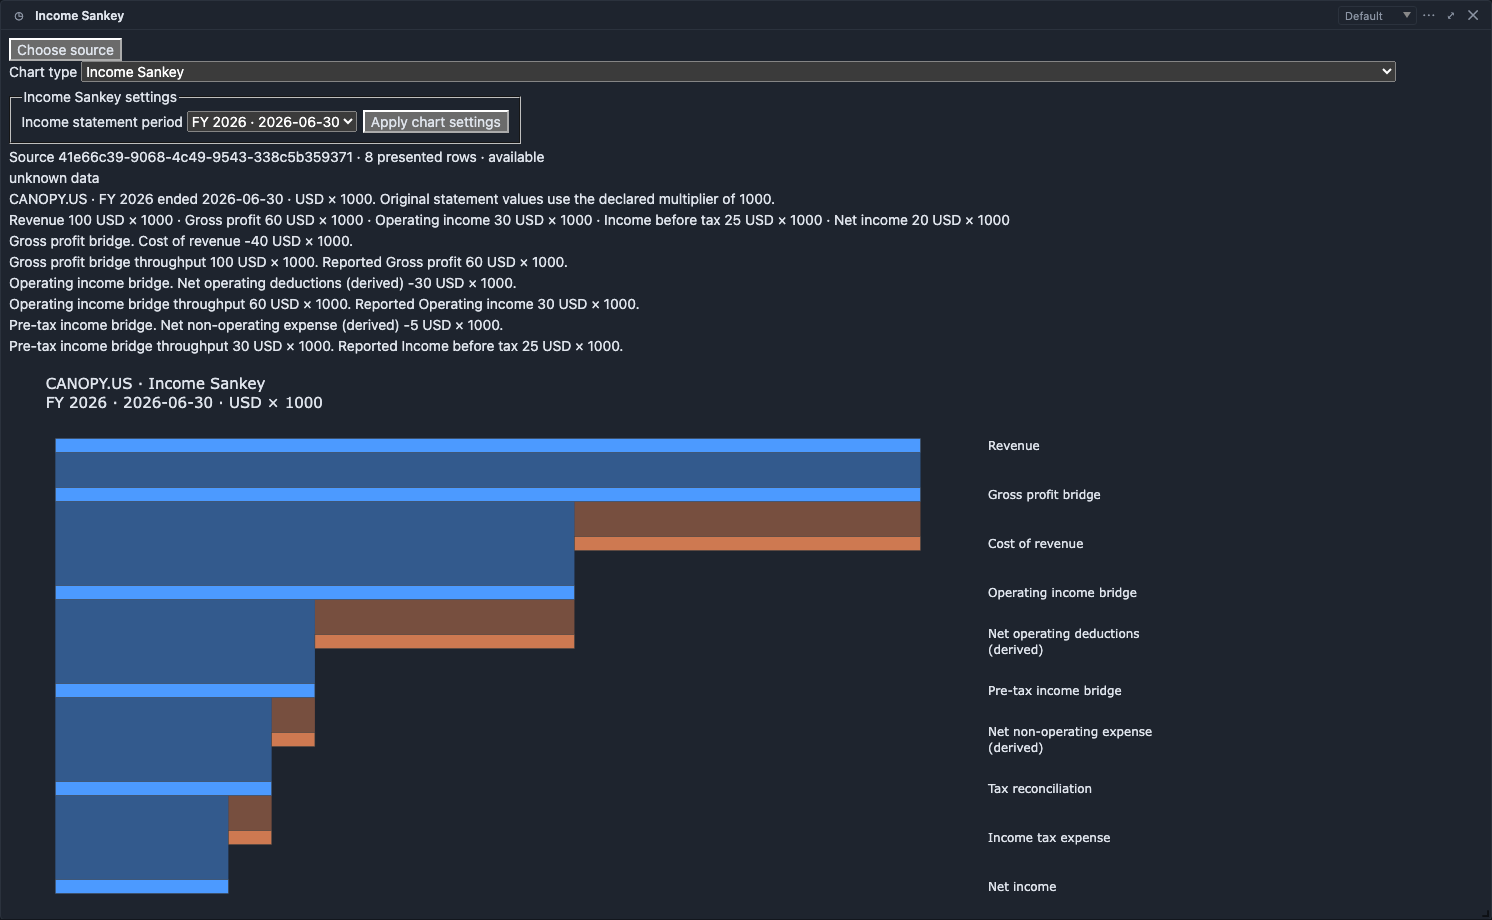 Income Sankey
Default
Choose source
Chart type Income Sankey
Income Sankey settings
Income statement period FY 2026 · 2026-06-30 Apply chart settings
Source 41e66c39-9068-4c49-9543-338c5b359371 · 8 presented rows · available
unknown data
CANOPY.US · FY 2026 ended 2026-06-30 · USD × 1000. Original statement values use the declared multiplier of 1000.
Revenue 100 USD × 1000 · Gross profit 60 USD × 1000 · Operating income 30 USD × 1000 · Income before tax 25 USD × 1000 · Net income 20 USD × 1000
Gross profit bridge. Cost of revenue -40 USD × 1000.
Gross profit bridge throughput 100 USD × 1000. Reported Gross profit 60 USD × 1000.
Operating income bridge. Net operating deductions (derived) -30 USD × 1000.
Operating income bridge throughput 60 USD × 1000. Reported Operating income 30 USD × 1000.
Pre-tax income bridge. Net non-operating expense (derived) -5 USD × 1000.
Pre-tax income bridge throughput 30 USD × 1000. Reported Income before tax 25 USD × 1000.
CANOPY.US · Income Sankey
FY 2026 · 2026-06-30 · USD × 1000
Revenue
Gross profit bridge
Cost of revenue
Operating income bridge
Net operating deductions
(derived)
Pre-tax income bridge
Net non-operating expense
(derived)
Tax reconciliation
Income tax expense
Net income